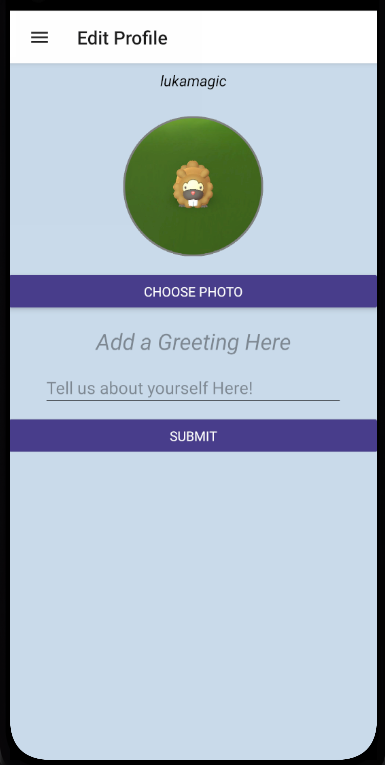 Edit Profile
lukamagic
CHOOSE PHOTO
Add a Greeting Here
Tell us about yourself Here!
SUBMIT